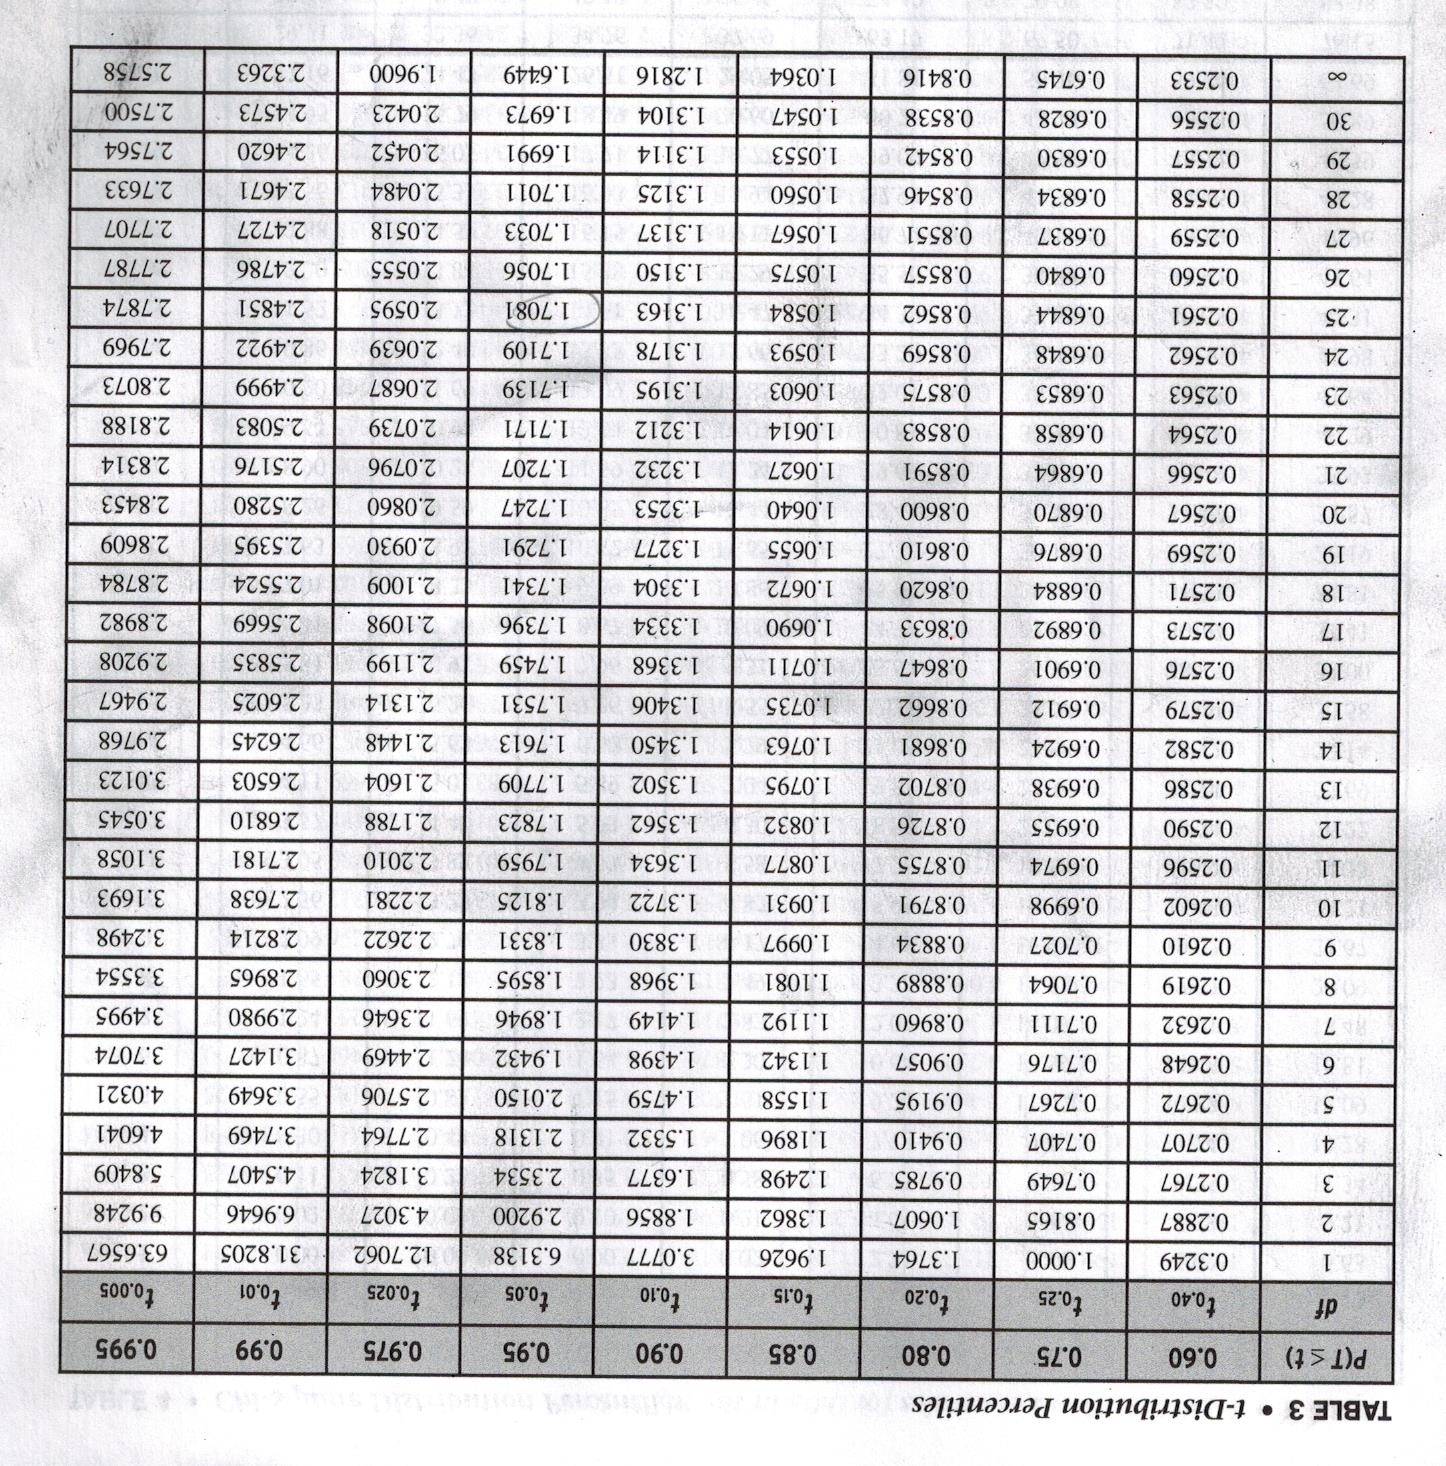 TABLE 3 • t-Distribution Percentiles
P(T ≤ t) 0.60 0.75 0.80 0.85 0.90 0.95 0.975 0.99 0.995
df t0.40 t0.25 t0.20 t0.15 t0.10 t0.05 t0.025 t0.01 t0.005
1 0.3249 1.0000 1.3764 1.9626 3.0777 6.3138 12.7062 31.8205 63.6567
2 0.2887 0.8165 1.0607 1.3862 1.8856 2.9200 4.3027 6.9646 9.9248
3 0.2767 0.7649 0.9785 1.2498 1.6377 2.3534 3.1824 4.5407 5.8409
4 0.2707 0.7407 0.9410 1.1896 1.5332 2.1318 2.7764 3.7469 4.6041
5 0.2672 0.7267 0.9195 1.1558 1.4759 2.0150 2.5706 3.3649 4.0321
6 0.2648 0.7176 0.9057 1.1342 1.4398 1.9432 2.4469 3.1427 3.7074
7 0.2632 0.7111 0.8960 1.1192 1.4149 1.8946 2.3646 2.9980 3.4995
8 0.2619 0.7064 0.8889 1.1081 1.3968 1.8595 2.3060 2.8965 3.3554
9 0.2610 0.7027 0.8834 1.0997 1.3830 1.8331 2.2622 2.8214 3.2498
10 0.2602 0.6998 0.8791 1.0931 1.3722 1.8125 2.2281 2.7638 3.1693
11 0.2596 0.6974 0.8755 1.0877 1.3634 1.7959 2.2010 2.7181 3.1058
12 0.2590 0.6955 0.8726 1.0832 1.3562 1.7823 2.1788 2.6810 3.0545
13 0.2586 0.6938 0.8702 1.0795 1.3502 1.7709 2.1604 2.6503 3.0123
14 0.2582 0.6924 0.8681 1.0763 1.3450 1.7613 2.1448 2.6245 2.9768
15 0.2579 0.6912 0.8662 1.0735 1.3406 1.7531 2.1314 2.6025 2.9467
16 0.2576 0.6901 0.8647 1.0711 1.3368 1.7459 2.1199 2.5835 2.9208
17 0.2573 0.6892 0.8633 1.0690 1.3334 1.7396 2.1098 2.5669 2.8982
18 0.2571 0.6884 0.8620 1.0672 1.3304 1.7341 2.1009 2.5524 2.8784
19 0.2569 0.6876 0.8610 1.0655 1.3277 1.7291 2.0930 2.5395 2.8609
20 0.2567 0.6870 0.8600 1.0640 1.3253 1.7247 2.0860 2.5280 2.8453
21 0.2566 0.6864 0.8591 1.0627 1.3232 1.7207 2.0796 2.5176 2.8314
22 0.2564 0.6858 0.8583 1.0614 1.3212 1.7171 2.0739 2.5083 2.8188
23 0.2563 0.6853 0.8575 1.0603 1.3195 1.7139 2.0687 2.4999 2.8073
24 0.2562 0.6848 0.8569 1.0593 1.3178 1.7109 2.0639 2.4922 2.7969
25 0.2561 0.6844 0.8562 1.0584 1.3163 1.7081 2.0595 2.4851 2.7874
26 0.2560 0.6840 0.8557 1.0575 1.3150 1.7056 2.0555 2.4786 2.7787
27 0.2559 0.6837 0.8551 1.0567 1.3137 1.7033 2.0518 2.4727 2.7707
28 0.2558 0.6834 0.8546 1.0560 1.3125 1.7011 2.0484 2.4671 2.7633
29 0.2557 0.6830 0.8542 1.0553 1.3114 1.6991 2.0452 2.4620 2.7564
30 0.2556 0.6828 0.8538 1.0547 1.3104 1.6973 2.0423 2.4573 2.7500
∞ 0.2533 0.6745 0.8416 1.0364 1.2816 1.6449 1.9600 2.3263 2.5758